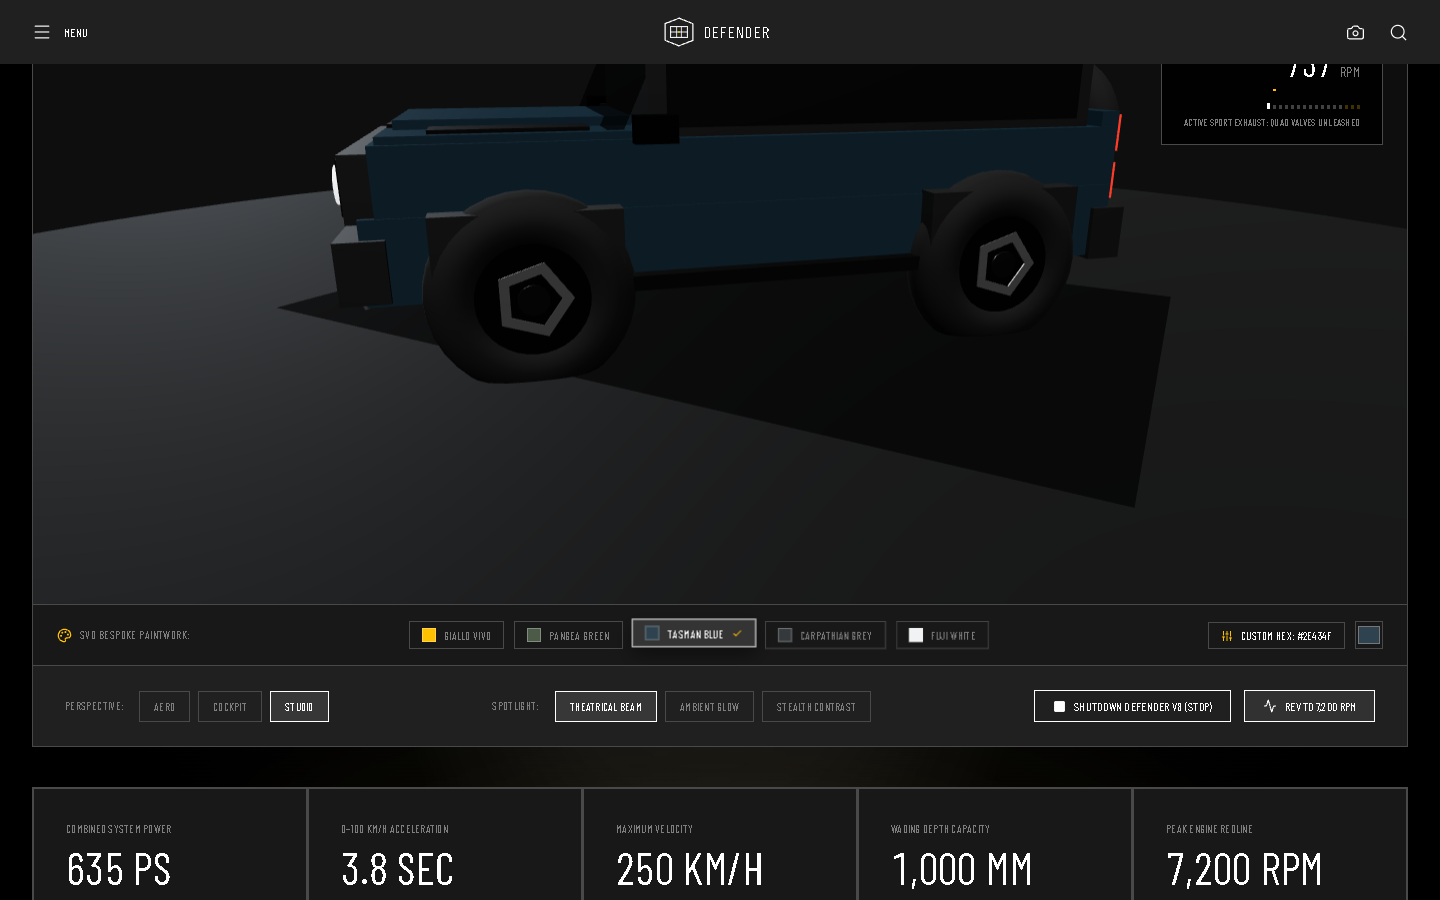 MENU
DEFENDER
737 RPM
ACTIVE SPORT EXHAUST: QUAD VALVES UNLEASHED
SVO BESPOKE PAINTWORK:
GIALLO VIVO
PANGEA GREEN
TASMAN BLUE
CARPATHIAN GREY
FUJI WHITE
CUSTOM HEX: #2E434F
PERSPECTIVE:
AERO
COCKPIT
STUDIO
SPOTLIGHT:
THEATRICAL BEAM
AMBIENT GLOW
STEALTH CONTRAST
SHUTDOWN DEFENDER V8 (STOP)
REV TO 7,200 RPM
COMBINED SYSTEM POWER
635 PS
0-100 KM/H ACCELERATION
3.8 SEC
MAXIMUM VELOCITY
250 KM/H
WADING DEPTH CAPACITY
1,000 MM
PEAK ENGINE REDLINE
7,200 RPM